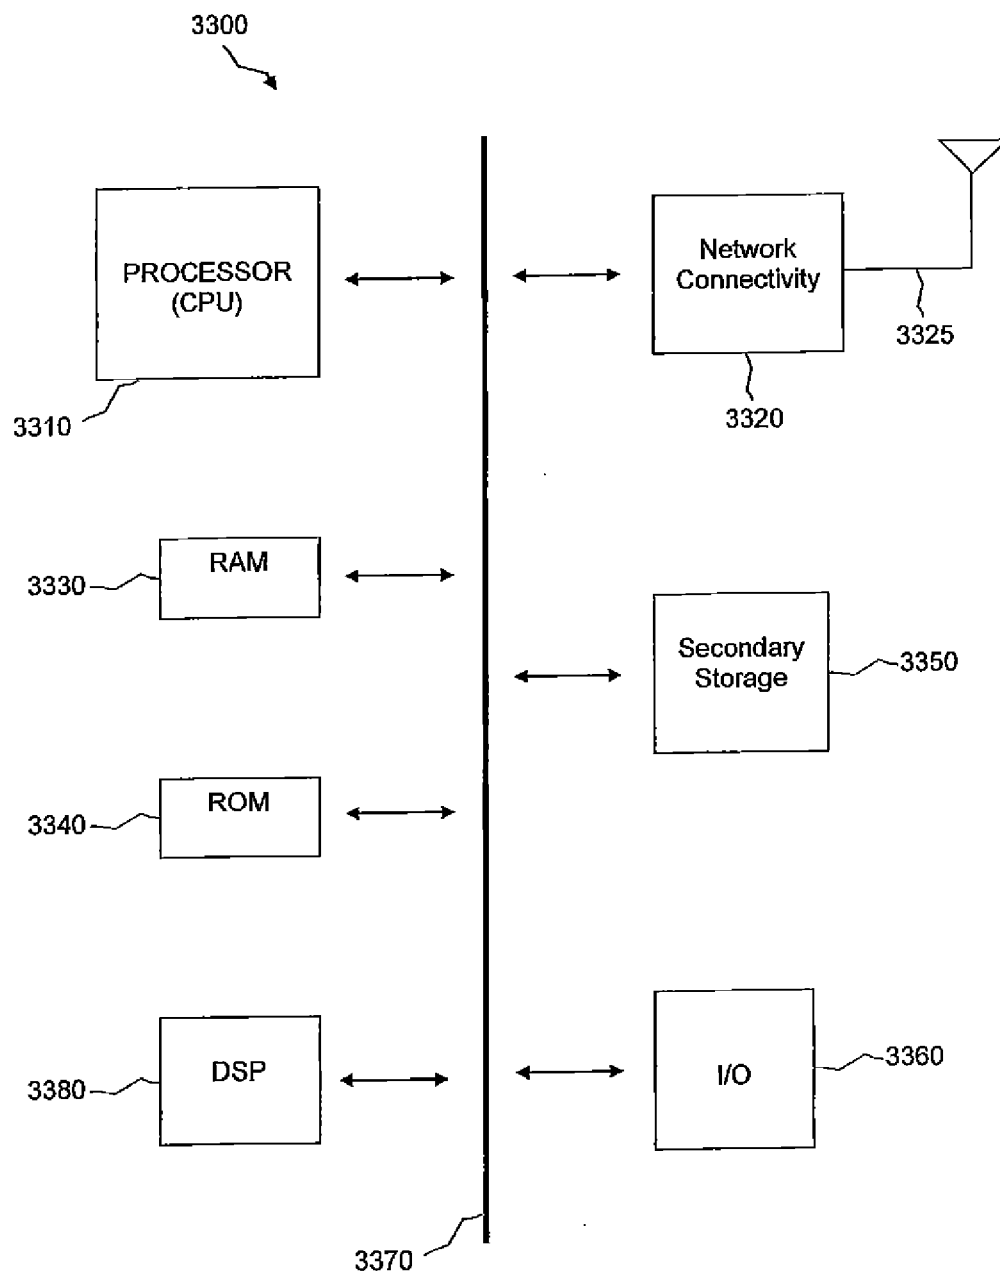 3300
PROCESSOR
(CPU)
3310
Network
Connectivity
3325
3320
RAM
3330
Secondary
Storage
3350
ROM
3340
DSP
3380
I/O
3360
3370